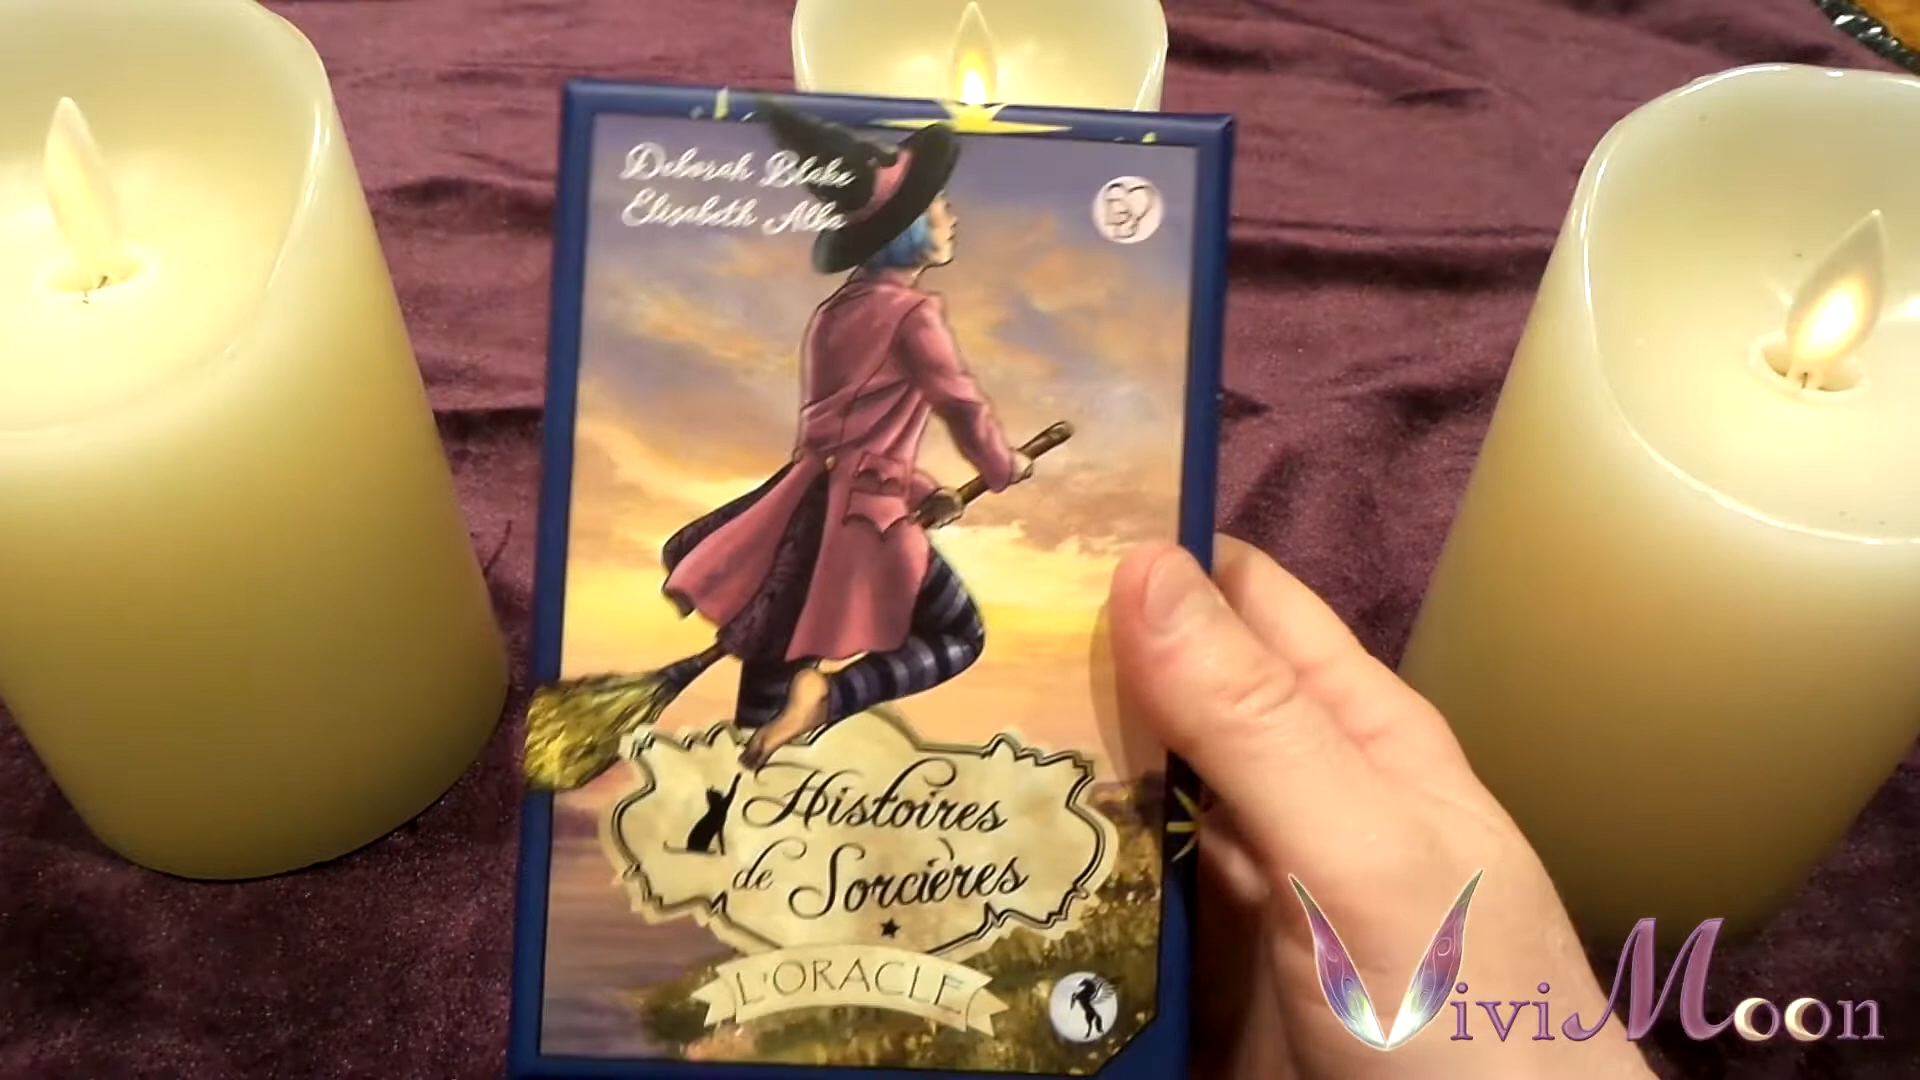 Deborah Blake
Elisabeth Alba
Histoires
de Sorcières
L'ORACLE
ViviMoon